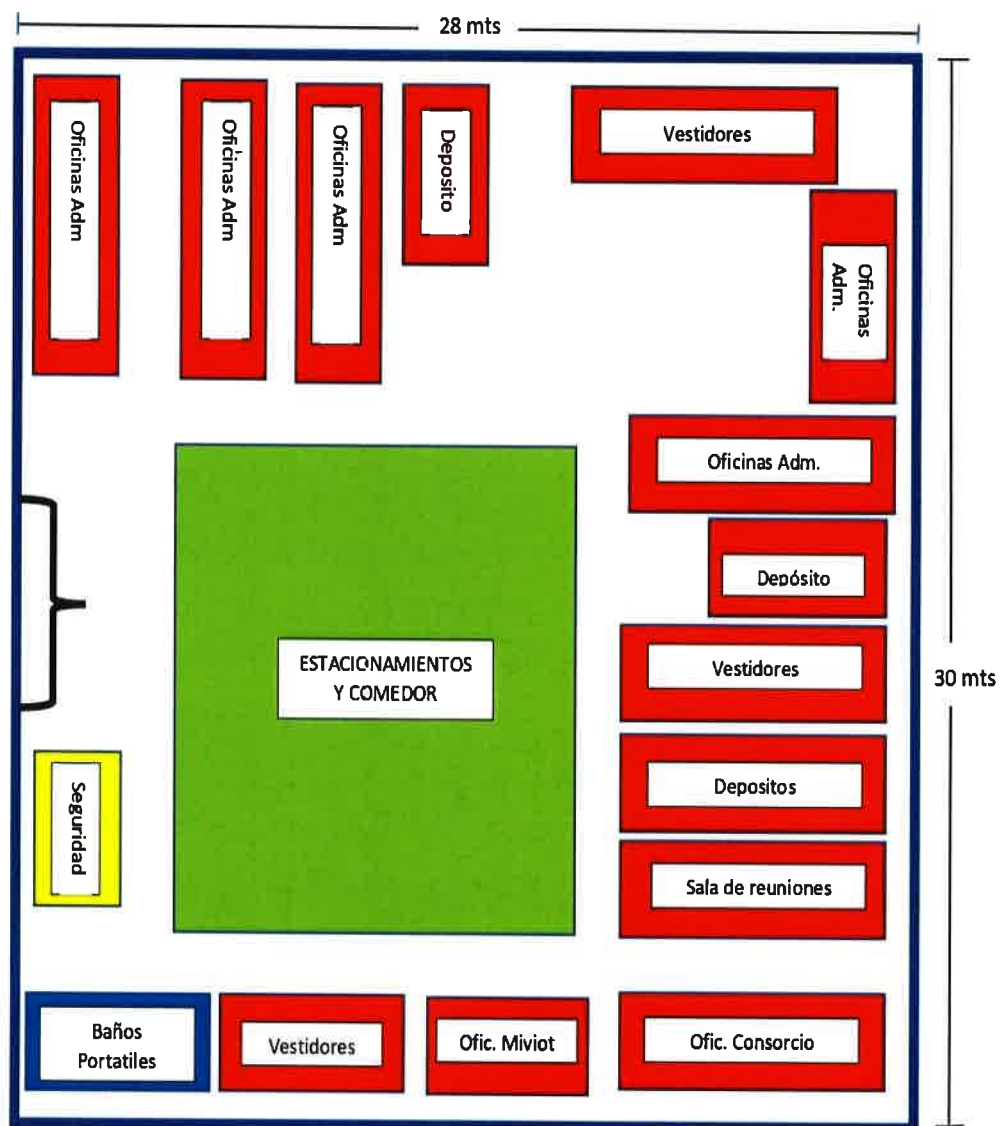 28 mts
Oficinas Adm
Oficinas Adm
Oficinas Adm
Deposito
Vestidores
Oficinas
Adm.
Oficinas Adm.
Depósito
ESTACIONAMIENTOS
Y COMEDOR
Vestidores
30 mts
Depositos
Seguridad
Sala de reuniones
Baños
Portatiles
Vestidores
Ofic. Miviot
Ofic. Consorcio